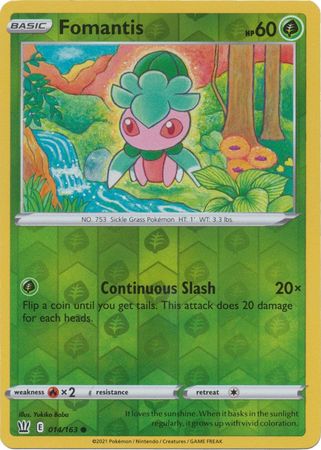 BASIC Fomantis HP60
NO. 753 Sickle Grass Pokémon HT: 1' WT: 3.3 lbs.
Continuous Slash 20×
Flip a coin until you get tails. This attack does 20 damage
for each heads.
weakness ×2 resistance retreat
Illus. Yukiko Baba
E 014/163
It loves moisture. When it basks in the sunlight
regularly, it grows up with vivid coloration.
©2021 Pokémon / Nintendo / Creatures / GAME FREAK